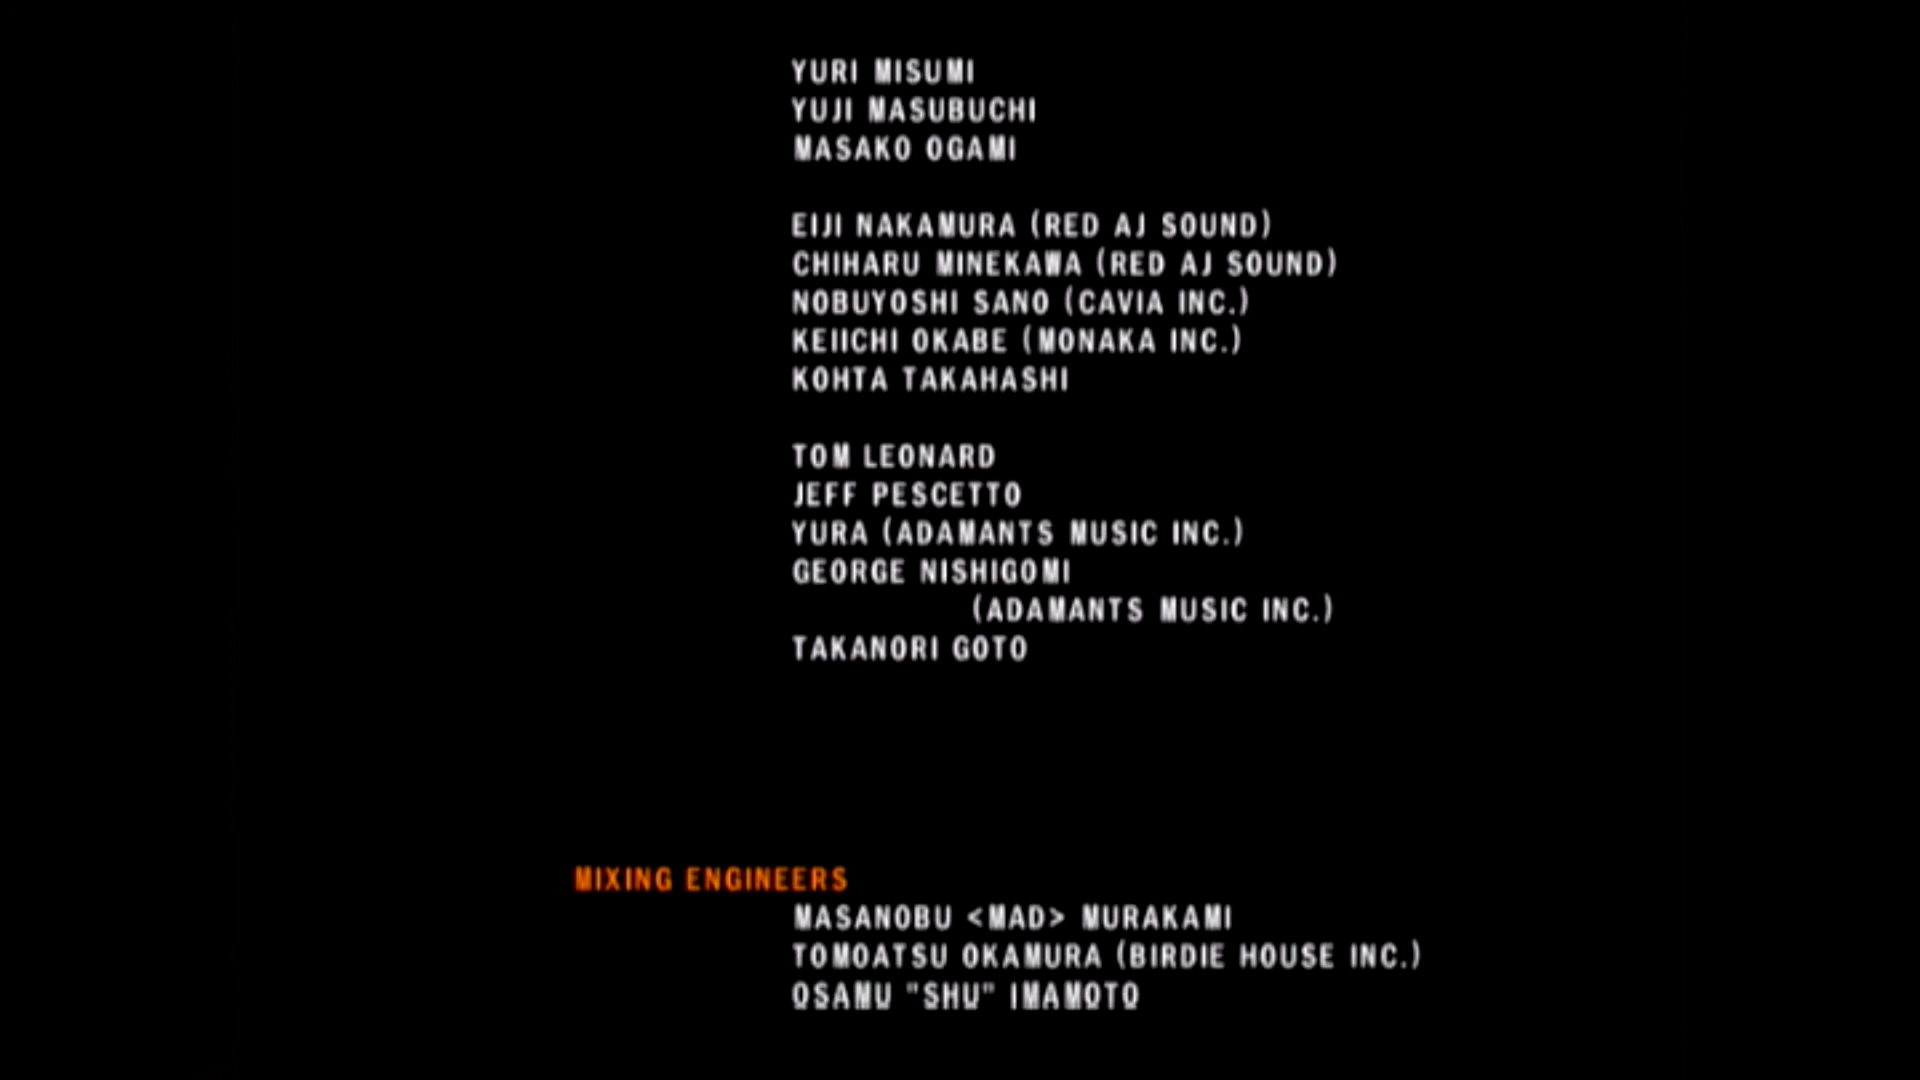 YURI MISUMI
YUJI MASUBUCHI
MASAKO OGAMI
EIJI NAKAMURA (RED AJ SOUND)
CHIHARU MINEKAWA (RED AJ SOUND)
NOBUYOSHI SANO (CAVIA INC.)
KEIICHI OKABE (MONAKA INC.)
KOHTA TAKAHASHI
TOM LEONARD
JEFF PESCETTO
YURA (ADAMANTS MUSIC INC.)
GEORGE NISHIGOMI
(ADAMANTS MUSIC INC.)
TAKANORI GOTO
MIXING ENGINEERS
MASANOBU <MAD> MURAKAMI
TOMOATSU OKAMURA (BIRDIE HOUSE INC.)
OSAMU "SHU" IMAMOTO